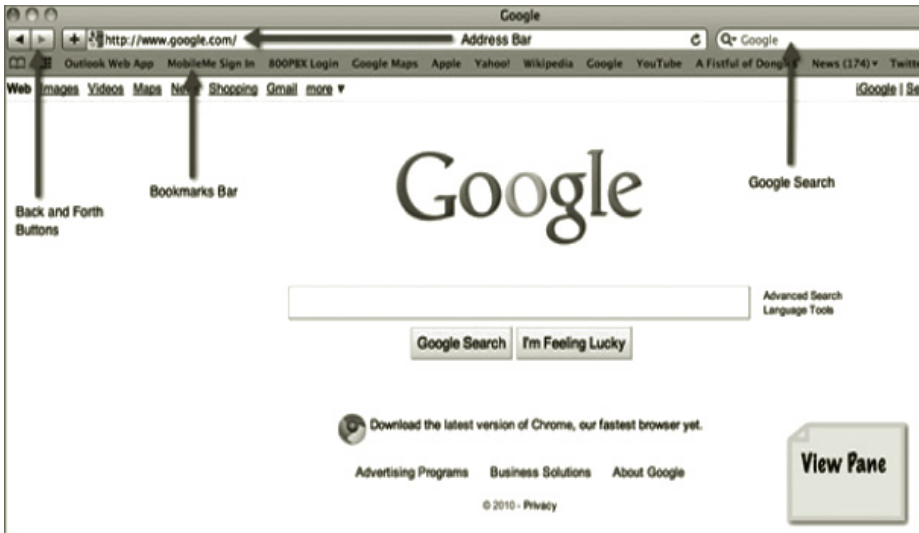 Google
http://www.google.com/ Address Bar Google
Outlook Web App MobileMe Sign In 800PBX Login Google Maps Apple Yahoo! Wikipedia Google YouTube A Fistful of News (174)
Web Images Videos Maps Shopping Gmail more iGoogle |
Google
Bookmarks Bar
Google Search
Back and Forth
Buttons
Advanced Search
Language Tools
Google Search I'm Feeling Lucky
Download the latest version of Chrome, our fastest browser yet.
View Pane
Advertising Programs Business Solutions About Google
© 2010 - Privacy